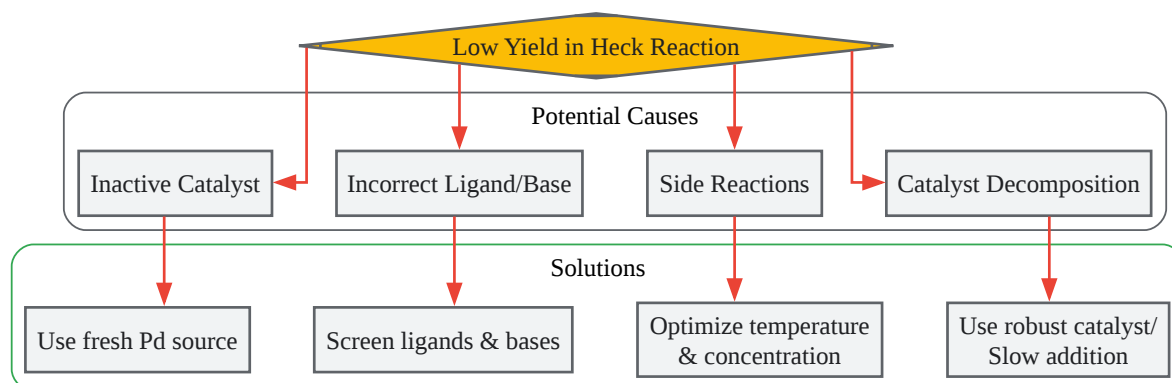 Low Yield in Heck Reaction
Potential Causes
Inactive Catalyst
Incorrect Ligand/Base
Side Reactions
Catalyst Decomposition
Solutions
Use fresh Pd source
Screen ligands & bases
Optimize temperature
& concentration
Use robust catalyst/
Slow addition